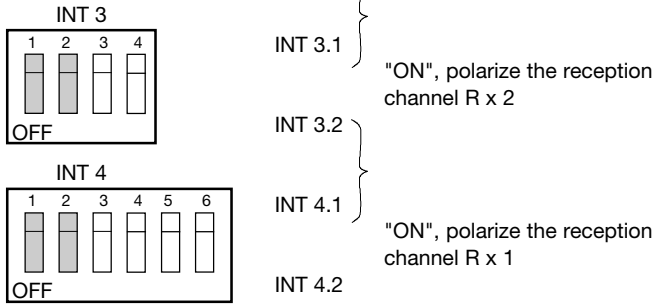 INT 3
1 2 3 4
OFF
INT 4
1 2 3 4 5 6
OFF
INT 3.1
"ON", polarize the reception
channel R x 2
INT 3.2
INT 4.1
"ON", polarize the reception
channel R x 1
INT 4.2